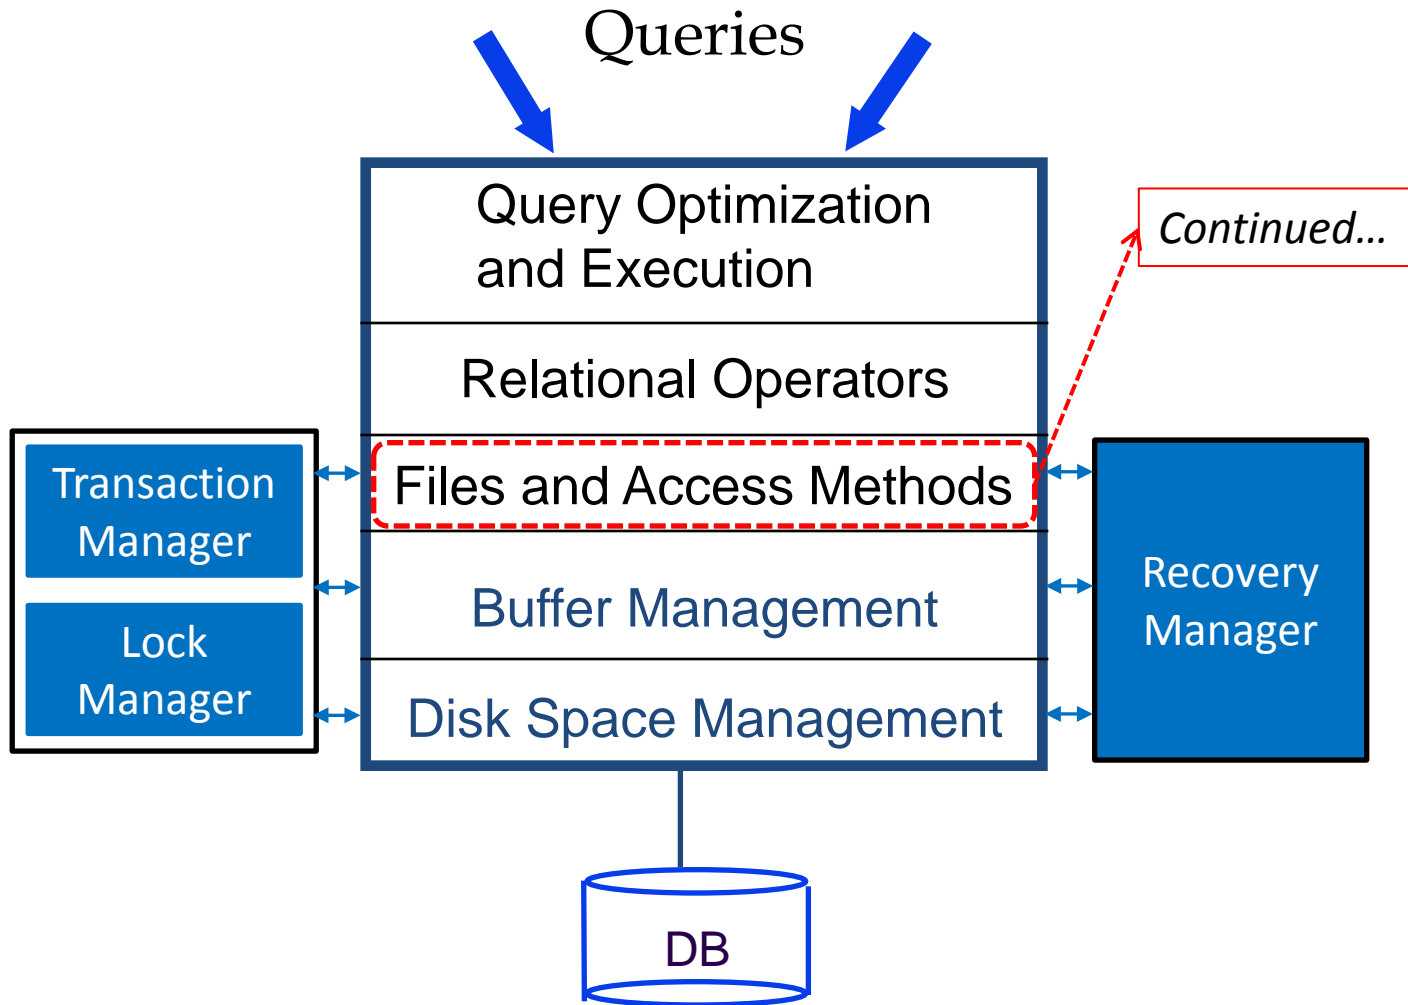 Queries
Query Optimization
and Execution
Continued...
Relational Operators
Transaction
Manager
Files and Access Methods
Lock
Manager
Buffer Management
Recovery
Manager
Disk Space Management
DB